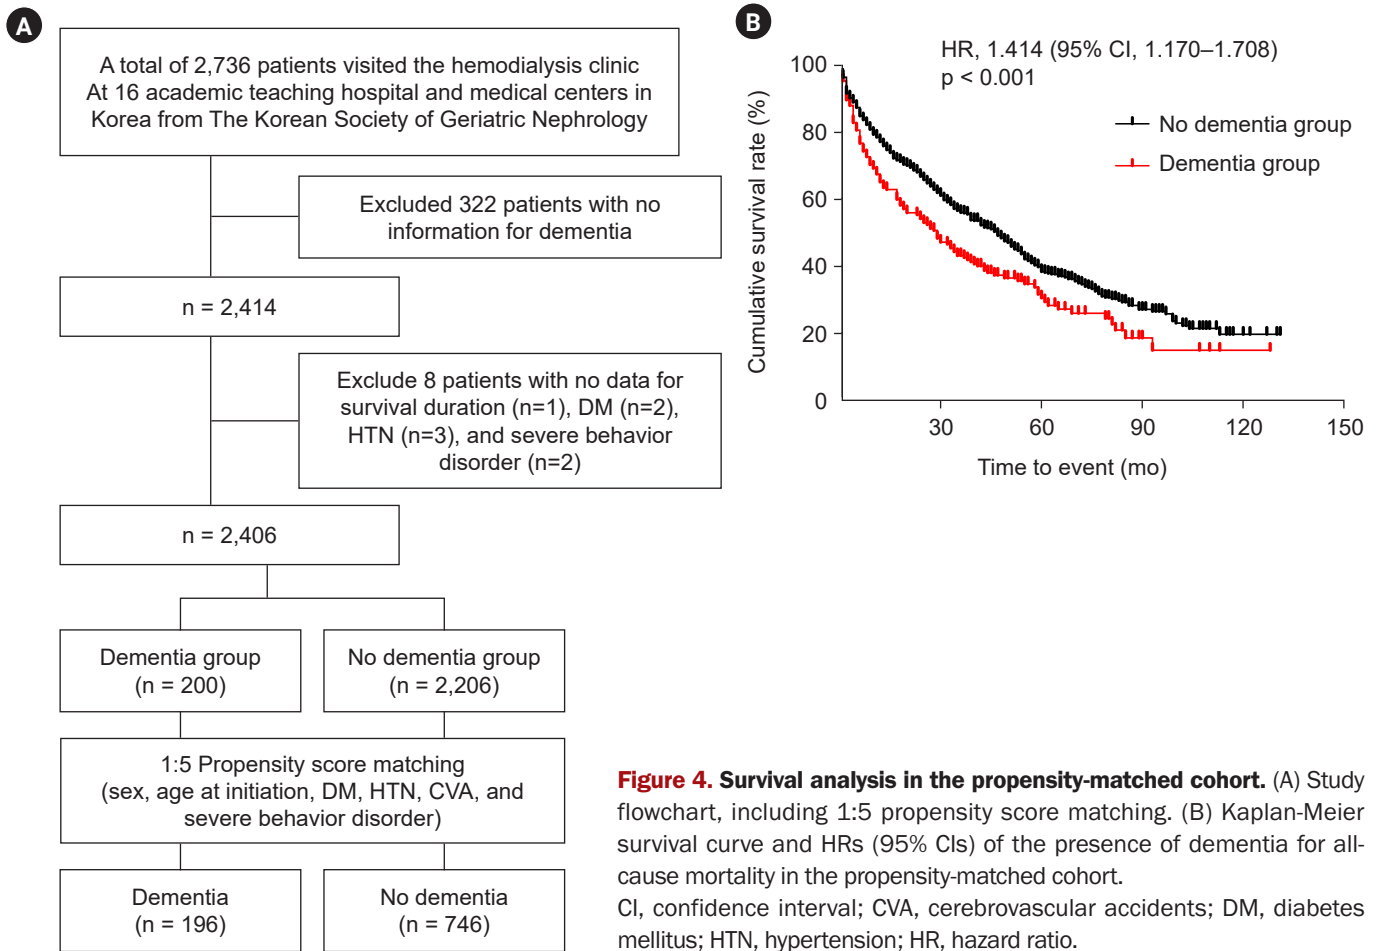 A
A total of 2,736 patients visited the hemodialysis clinic
At 16 academic teaching hospital and medical centers in
Korea from The Korean Society of Geriatric Nephrology
Excluded 322 patients with no
information for dementia
n = 2,414
Exclude 8 patients with no data for
survival duration (n=1), DM (n=2),
HTN (n=3), and severe behavior
disorder (n=2)
n = 2,406
Dementia group
(n = 200)
No dementia group
(n = 2,206)
1:5 Propensity score matching
(sex, age at initiation, DM, HTN, CVA, and
severe behavior disorder)
Dementia
(n = 196)
No dementia
(n = 746)
B
HR, 1.414 (95% CI, 1.170–1.708)
p < 0.001
No dementia group
Dementia group
Cumulative survival rate (%)
100
80
60
40
20
0
30
60
90
120
150
Time to event (mo)
Figure 4. Survival analysis in the propensity-matched cohort. (A) Study
flowchart, including 1:5 propensity score matching. (B) Kaplan-Meier
survival curve and HRs (95% CIs) of the presence of dementia for all-
cause mortality in the propensity-matched cohort.
CI, confidence interval; CVA, cerebrovascular accidents; DM, diabetes
mellitus; HTN, hypertension; HR, hazard ratio.